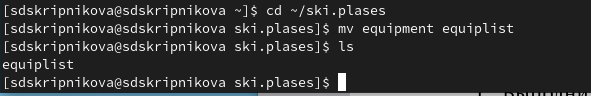 [sdskripnikova@sdskripnikova ~]$ cd ~/ski.plases
[sdskripnikova@sdskripnikova ski.plases]$ mv equipment equiplist
[sdskripnikova@sdskripnikova ski.plases]$ ls
equiplist
[sdskripnikova@sdskripnikova ski.plases]$